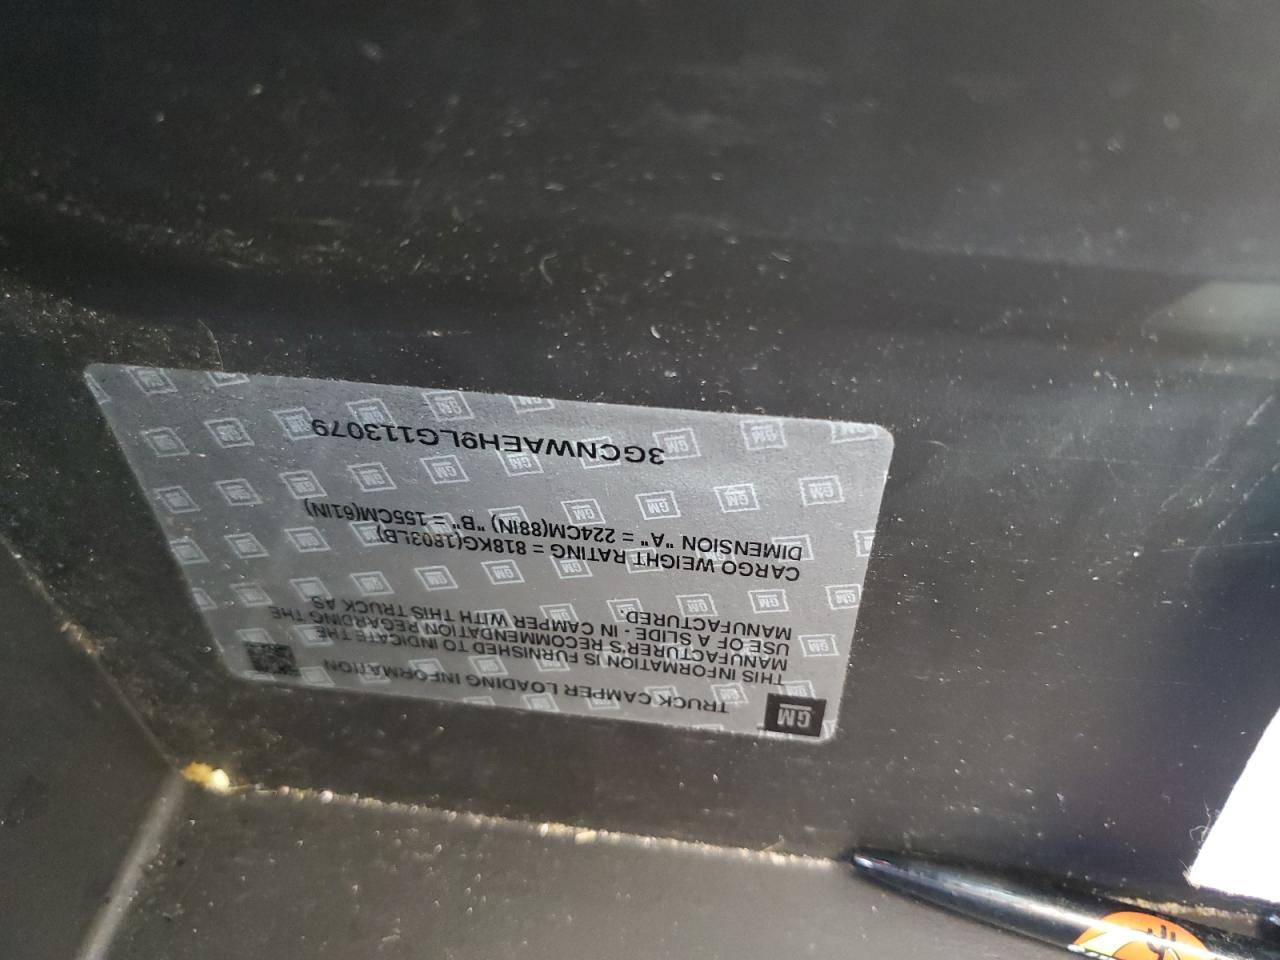 GM
TRUCK CAMPER LOADING INFORMATION
THIS INFORMATION IS FURNISHED TO INDICATE THE
MANUFACTURER'S RECOMMENDATION REGARDING THE
USE OF A SLIDE - IN CAMPER WITH THIS TRUCK AS
MANUFACTURED.
CARGO WEIGHT RATING = 818KG(1803LB)
DIMENSION "A" = 224CM(88IN) "B" = 155CM(61IN)
3GCNWAEH9LG113079